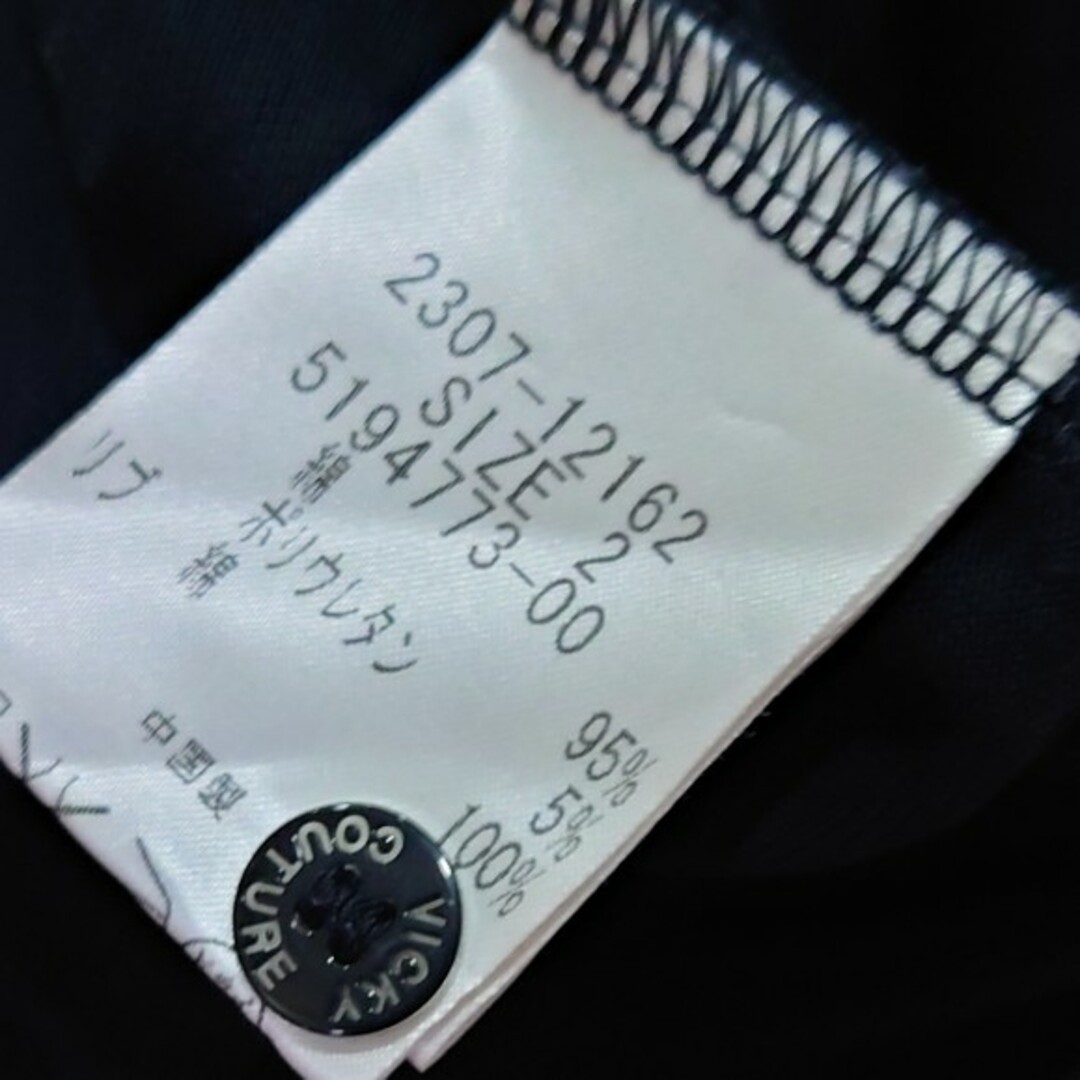 2307-12162
SIZE 2
5194773-00
綿 95%
ポリウレタン 5%
リブ 綿 100%
中国製
VICKY
COUTURE